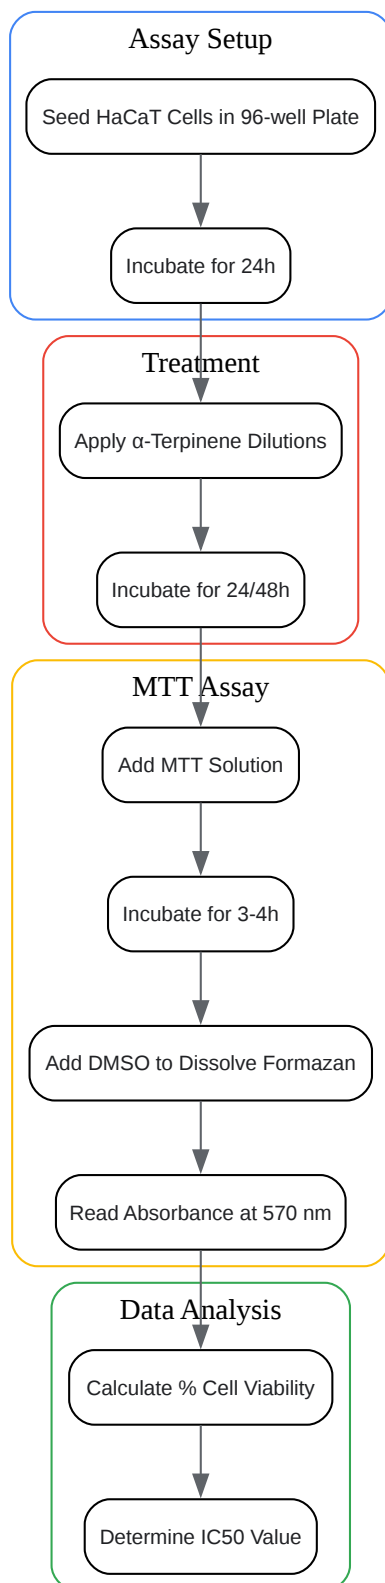 Assay Setup
Seed HaCaT Cells in 96-well Plate
Incubate for 24h
Treatment
Apply α-Terpinene Dilutions
Incubate for 24/48h
MTT Assay
Add MTT Solution
Incubate for 3-4h
Add DMSO to Dissolve Formazan
Read Absorbance at 570 nm
Data Analysis
Calculate % Cell Viability
Determine IC50 Value